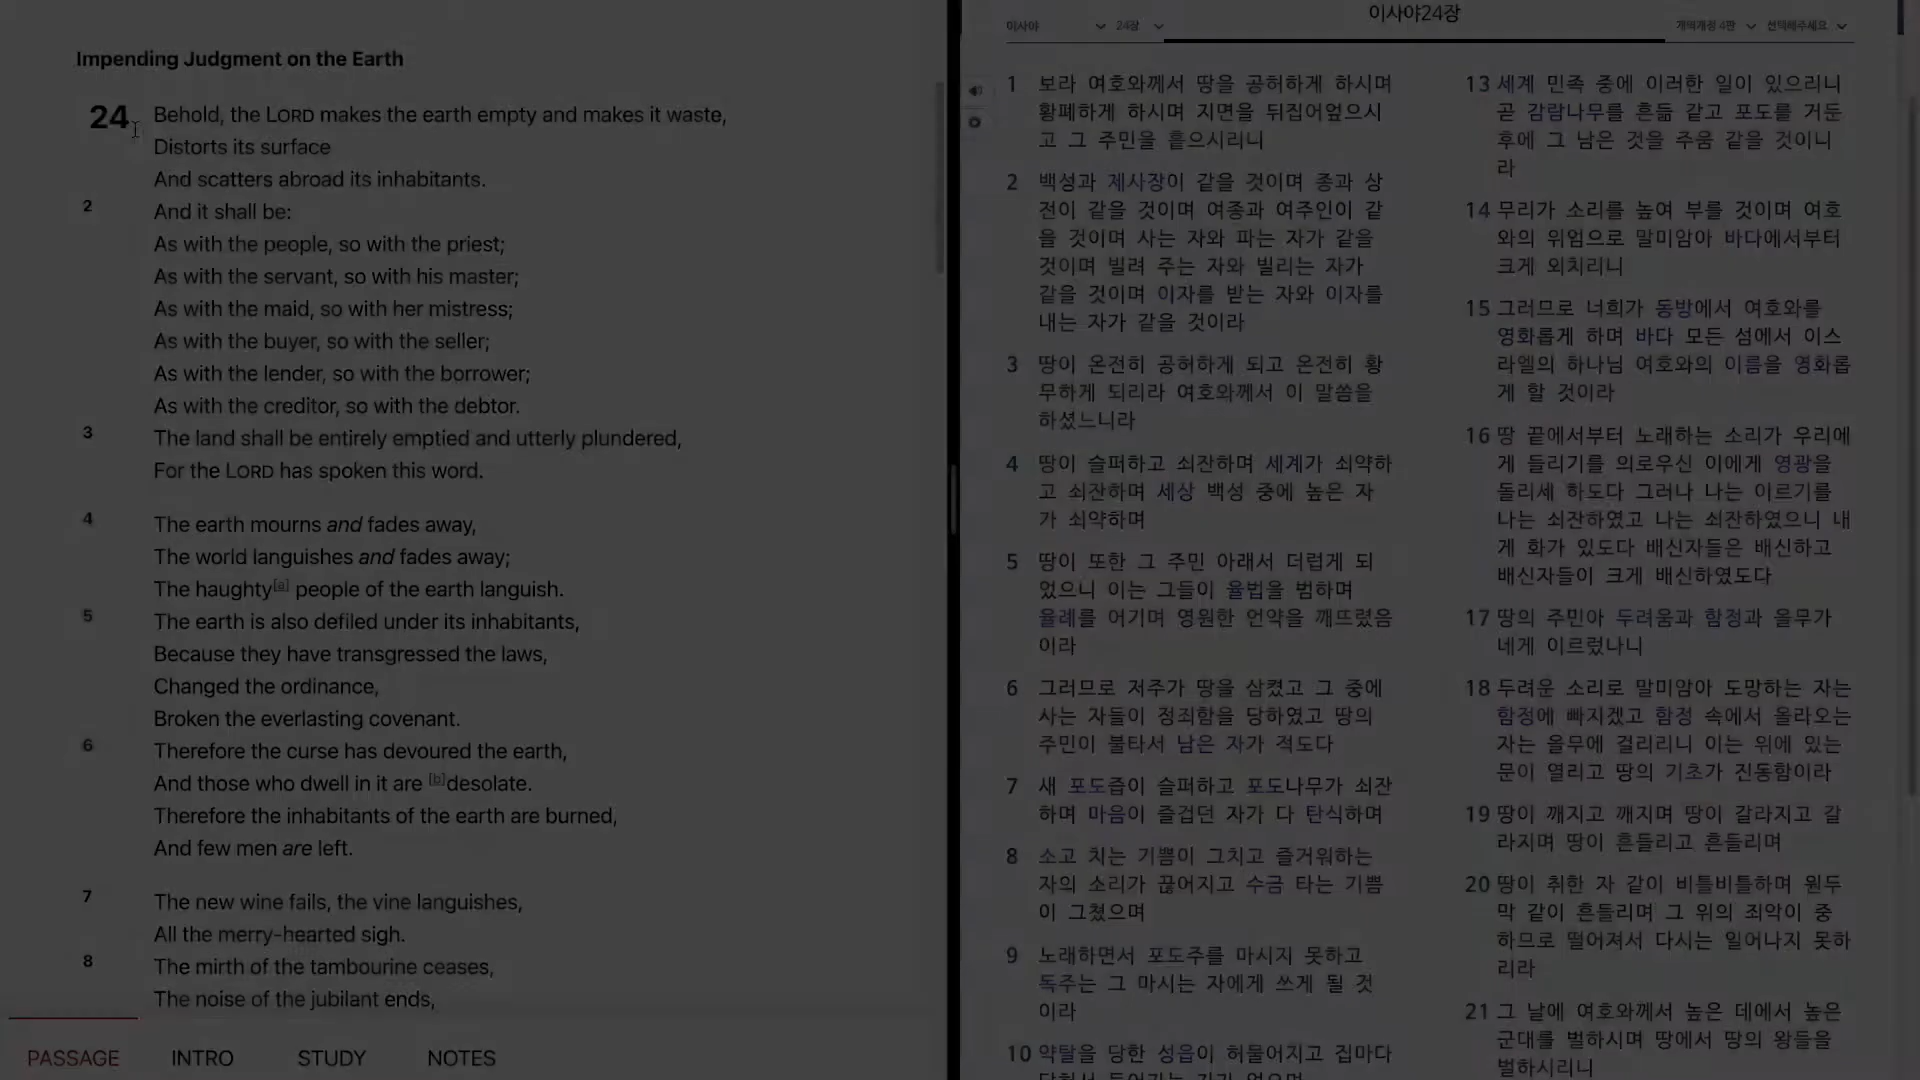 Impending Judgment on the Earth
24 Behold, the LORD makes the earth empty and makes it waste,
Distorts its surface
And scatters abroad its inhabitants.
2 And it shall be:
As with the people, so with the priest;
As with the servant, so with his master;
As with the maid, so with her mistress;
As with the buyer, so with the seller;
As with the lender, so with the borrower;
As with the creditor, so with the debtor.
3 The land shall be entirely emptied and utterly plundered,
For the LORD has spoken this word.
4 The earth mourns and fades away,
The world languishes and fades away;
The haughty[a] people of the earth languish.
5 The earth is also defiled under its inhabitants,
Because they have transgressed the laws,
Changed the ordinance,
Broken the everlasting covenant.
6 Therefore the curse has devoured the earth,
And those who dwell in it are [b]desolate.
Therefore the inhabitants of the earth are burned,
And few men are left.
7 The new wine fails, the vine languishes,
All the merry-hearted sigh.
8 The mirth of the tambourine ceases,
The noise of the jubilant ends,
PASSAGE INTRO STUDY NOTES
이사야24장
이사야 24장 개역개정 4판 선택해주세요
1 보라 여호와께서 땅을 공허하게 하시며
황폐하게 하시며 지면을 뒤집어엎으시
고 그 주민을 흩으시리니
2 백성과 제사장이 같을 것이며 종과 상
전이 같을 것이며 여종과 여주인이 같
을 것이며 사는 자와 파는 자가 같을
것이며 빌려 주는 자와 빌리는 자가
같을 것이며 이자를 받는 자와 이자를
내는 자가 같을 것이라
3 땅이 온전히 공허하게 되고 온전히 황
무하게 되리라 여호와께서 이 말씀을
하셨느니라
4 땅이 슬퍼하고 쇠잔하며 세계가 쇠약하
고 쇠잔하며 세상 백성 중에 높은 자
가 쇠약하며
5 땅이 또한 그 주민 아래서 더럽게 되
었으니 이는 그들이 율법을 범하며
율례를 어기며 영원한 언약을 깨뜨렸음
이라
6 그러므로 저주가 땅을 삼켰고 그 중에
사는 자들이 정죄함을 당하였고 땅의
주민이 불타서 남은 자가 적도다
7 새 포도즙이 슬퍼하고 포도나무가 쇠잔
하며 마음이 즐겁던 자가 다 탄식하며
8 소고 치는 기쁨이 그치고 즐거워하는
자의 소리가 끊어지고 수금 타는 기쁨
이 그쳤으며
9 노래하면서 포도주를 마시지 못하고
독주는 그 마시는 자에게 쓰게 될 것
이라
10 약탈을 당한 성읍이 허물어지고 집마다
13 세계 민족 중에 이러한 일이 있으리니
곧 감람나무를 흔듦 같고 포도를 거둔
후에 그 남은 것을 주움 같을 것이니
라
14 무리가 소리를 높여 부를 것이며 여호
와의 위엄으로 말미암아 바다에서부터
크게 외치리니
15 그러므로 너희가 동방에서 여호와를
영화롭게 하며 바다 모든 섬에서 이스
라엘의 하나님 여호와의 이름을 영화롭
게 할 것이라
16 땅 끝에서부터 노래하는 소리가 우리에
게 들리기를 의로우신 이에게 영광을
돌리세 하도다 그러나 나는 이르기를
나는 쇠잔하였고 나는 쇠잔하였으니 내
게 화가 있도다 배신자들은 배신하고
배신자들이 크게 배신하였도다
17 땅의 주민아 두려움과 함정과 올무가
네게 이르렀나니
18 두려운 소리로 말미암아 도망하는 자는
함정에 빠지겠고 함정 속에서 올라오는
자는 올무에 걸리리니 이는 위에 있는
문이 열리고 땅의 기초가 진동함이라
19 땅이 깨지고 깨지며 땅이 갈라지고 갈
라지며 땅이 흔들리고 흔들리며
20 땅이 취한 자 같이 비틀비틀하며 원두
막 같이 흔들리며 그 위의 죄악이 중
하므로 떨어져서 다시는 일어나지 못하
리라
21 그 날에 여호와께서 높은 데에서 높은
군대를 벌하시며 땅에서 땅의 왕들을
벌하시리니